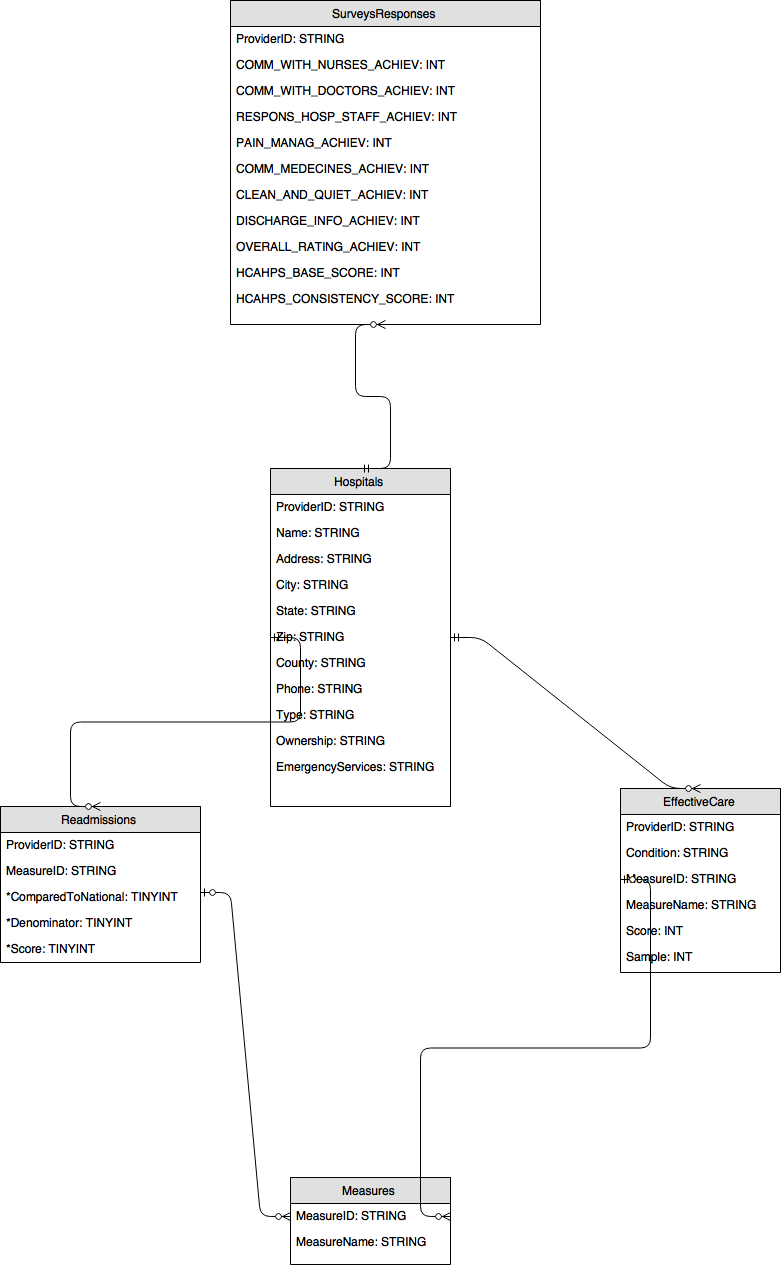 SurveysResponses
ProviderID: STRING
COMM_WITH_NURSES_ACHIEV: INT
COMM_WITH_DOCTORS_ACHIEV: INT
RESPONS_HOSP_STAFF_ACHIEV: INT
PAIN_MANAG_ACHIEV: INT
COMM_MEDECINES_ACHIEV: INT
CLEAN_AND_QUIET_ACHIEV: INT
DISCHARGE_INFO_ACHIEV: INT
OVERALL_RATING_ACHIEV: INT
HCAHPS_BASE_SCORE: INT
HCAHPS_CONSISTENCY_SCORE: INT
Hospitals
ProviderID: STRING
Name: STRING
Address: STRING
City: STRING
State: STRING
Zip: STRING
County: STRING
Phone: STRING
Type: STRING
Ownership: STRING
EmergencyServices: STRING
Readmissions
ProviderID: STRING
MeasureID: STRING
*ComparedToNational: TINYINT
*Denominator: TINYINT
*Score: TINYINT
EffectiveCare
ProviderID: STRING
Condition: STRING
MeasureID: STRING
MeasureName: STRING
Score: INT
Sample: INT
Measures
MeasureID: STRING
MeasureName: STRING